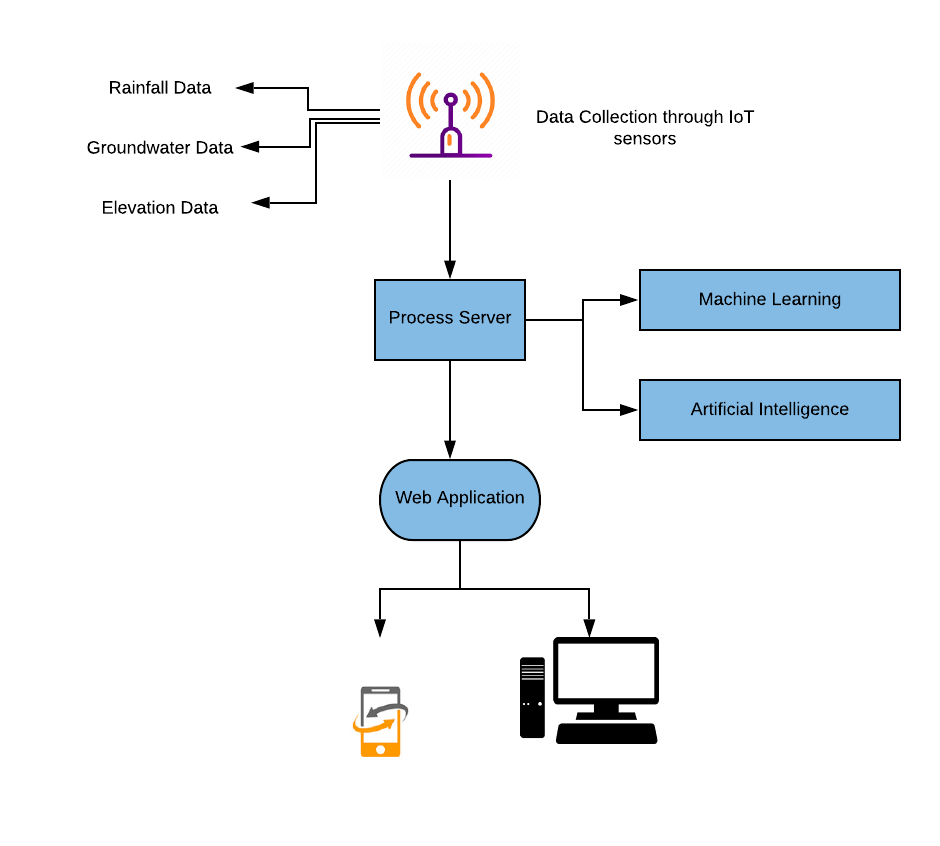 Rainfall Data
Groundwater Data
Elevation Data
Data Collection through IoT
sensors
Process Server
Machine Learning
Artificial Intelligence
Web Application